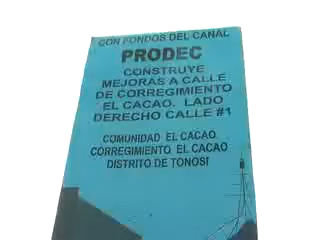 CON FONDOS DEL CANAL
PRODEC
CONSTRUYE
MEJORAS A CALLE
DE CORREGIMIENTO
EL CACAO. LADO
DERECHO CALLE #1
COMUNIDAD EL CACAO
CORREGIMIENTO EL CACAO
DISTRITO DE TONOSI